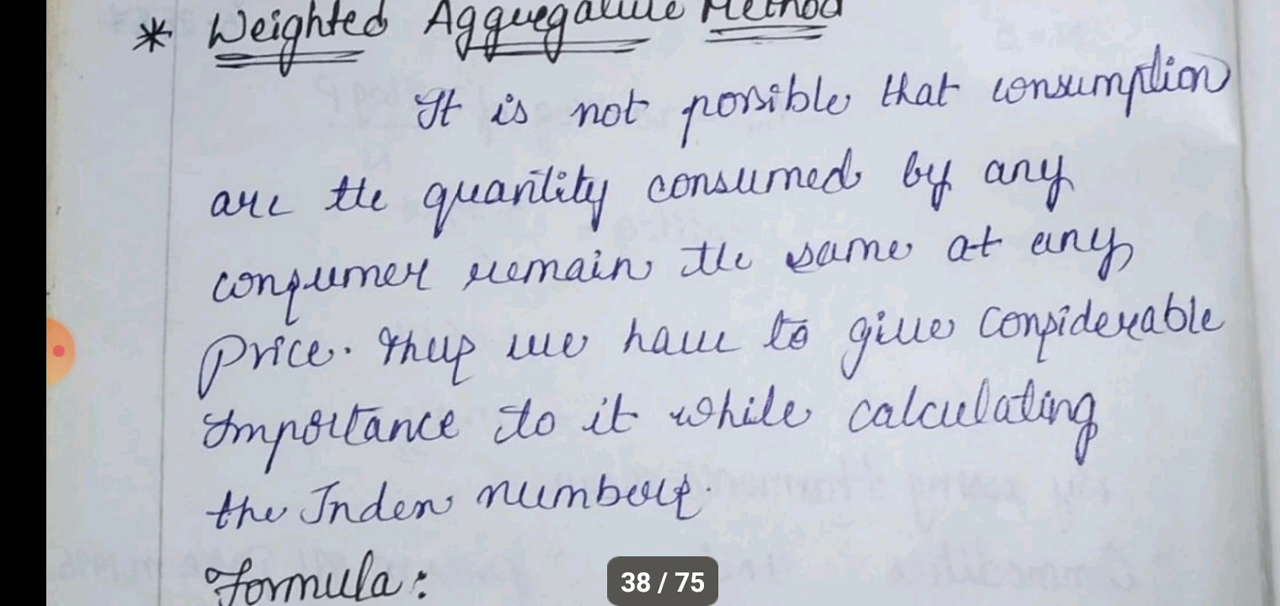 * Weighted Aggregative Method
It is not possible that consumption
are the quantity consumed by any
consumer remain the same at any
Price. Thus we have to give considerable
Importance to it while calculating
the Index numbers.
Formula:
38 / 75